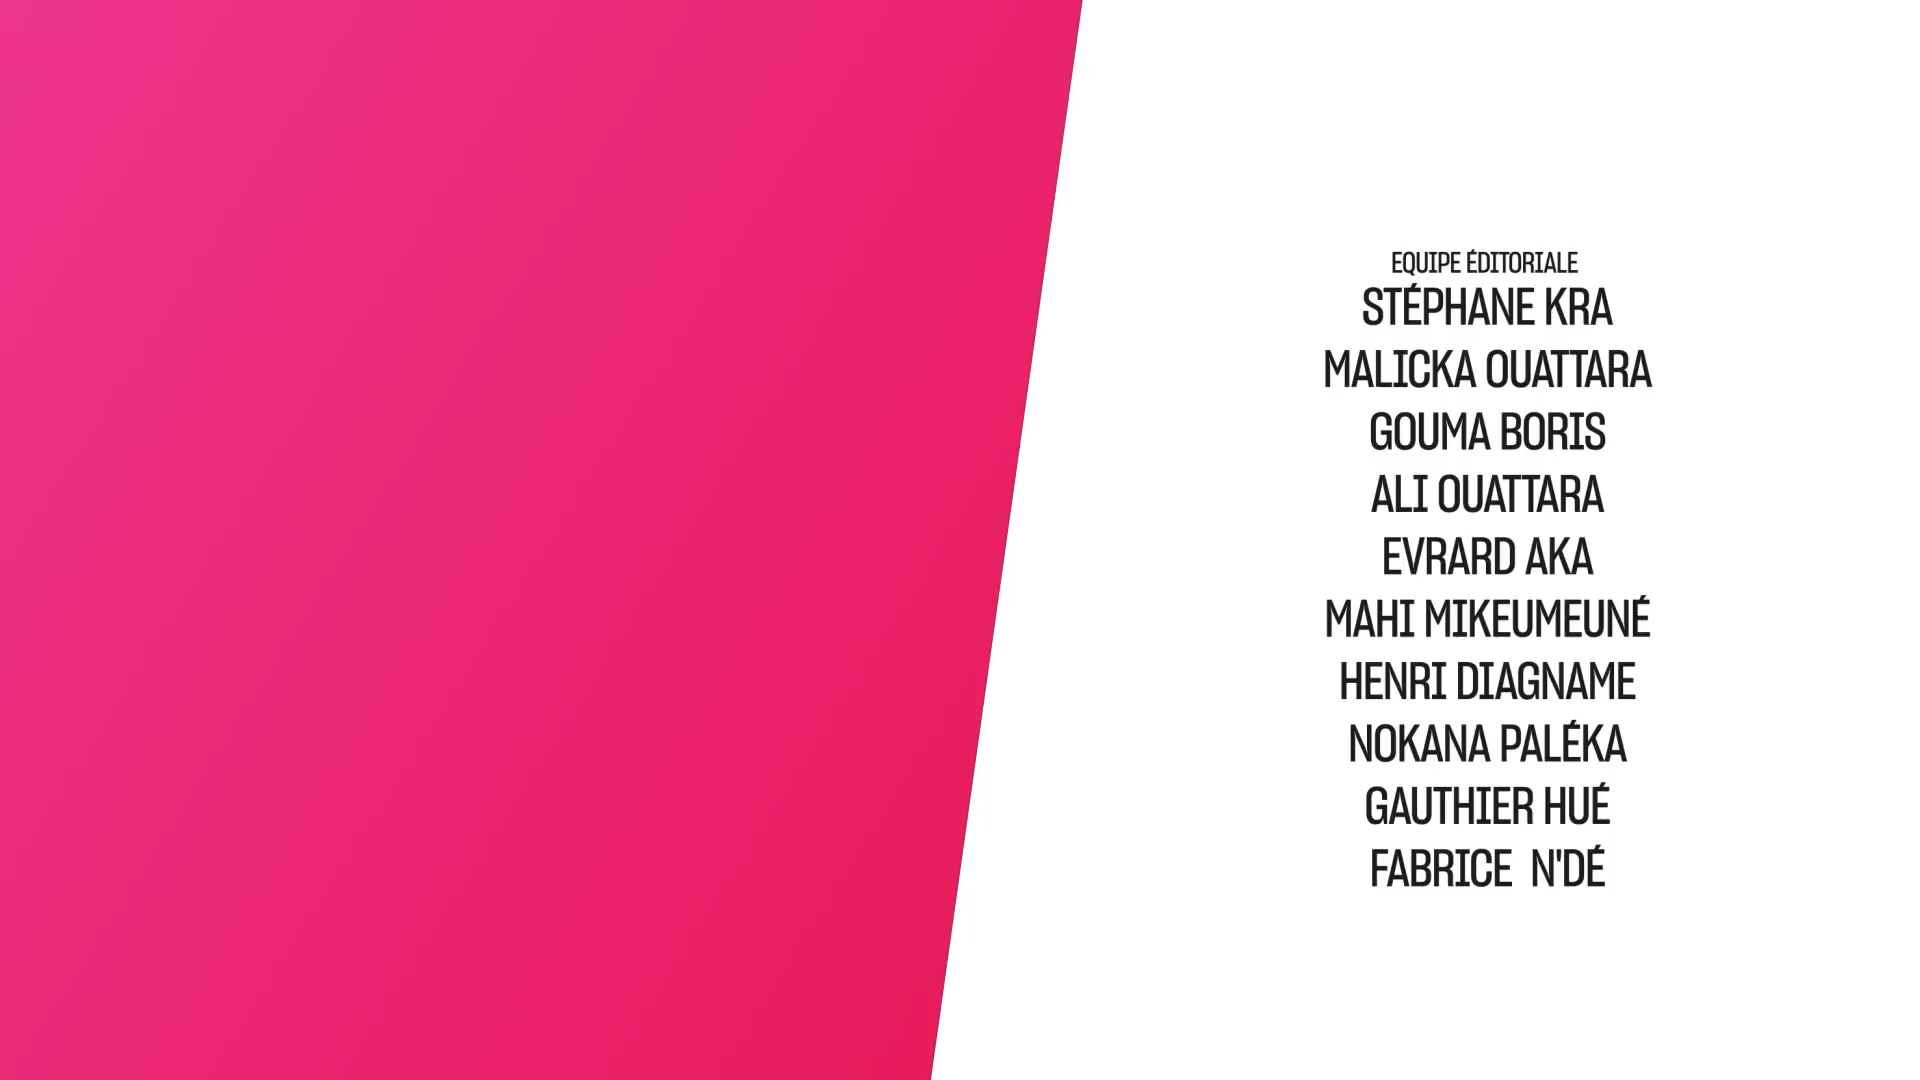 EQUIPE ÉDITORIALE
STÉPHANE KRA
MALICKA OUATTARA
GOUMA BORIS
ALI OUATTARA
EVRARD AKA
MAHI MIKEUMEUNÉ
HENRI DIAGNAME
NOKANA PALÉKA
GAUTHIER HUÉ
FABRICE  N'DÉ